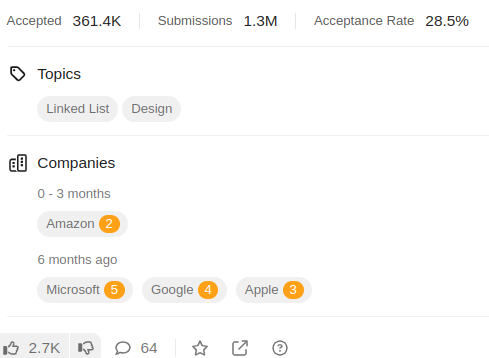 Accepted 361.4K Submissions 1.3M Acceptance Rate 28.5%
Topics
Linked List Design
Companies
0 - 3 months
Amazon 2
6 months ago
Microsoft 5 Google 4 Apple 3
2.7K 64